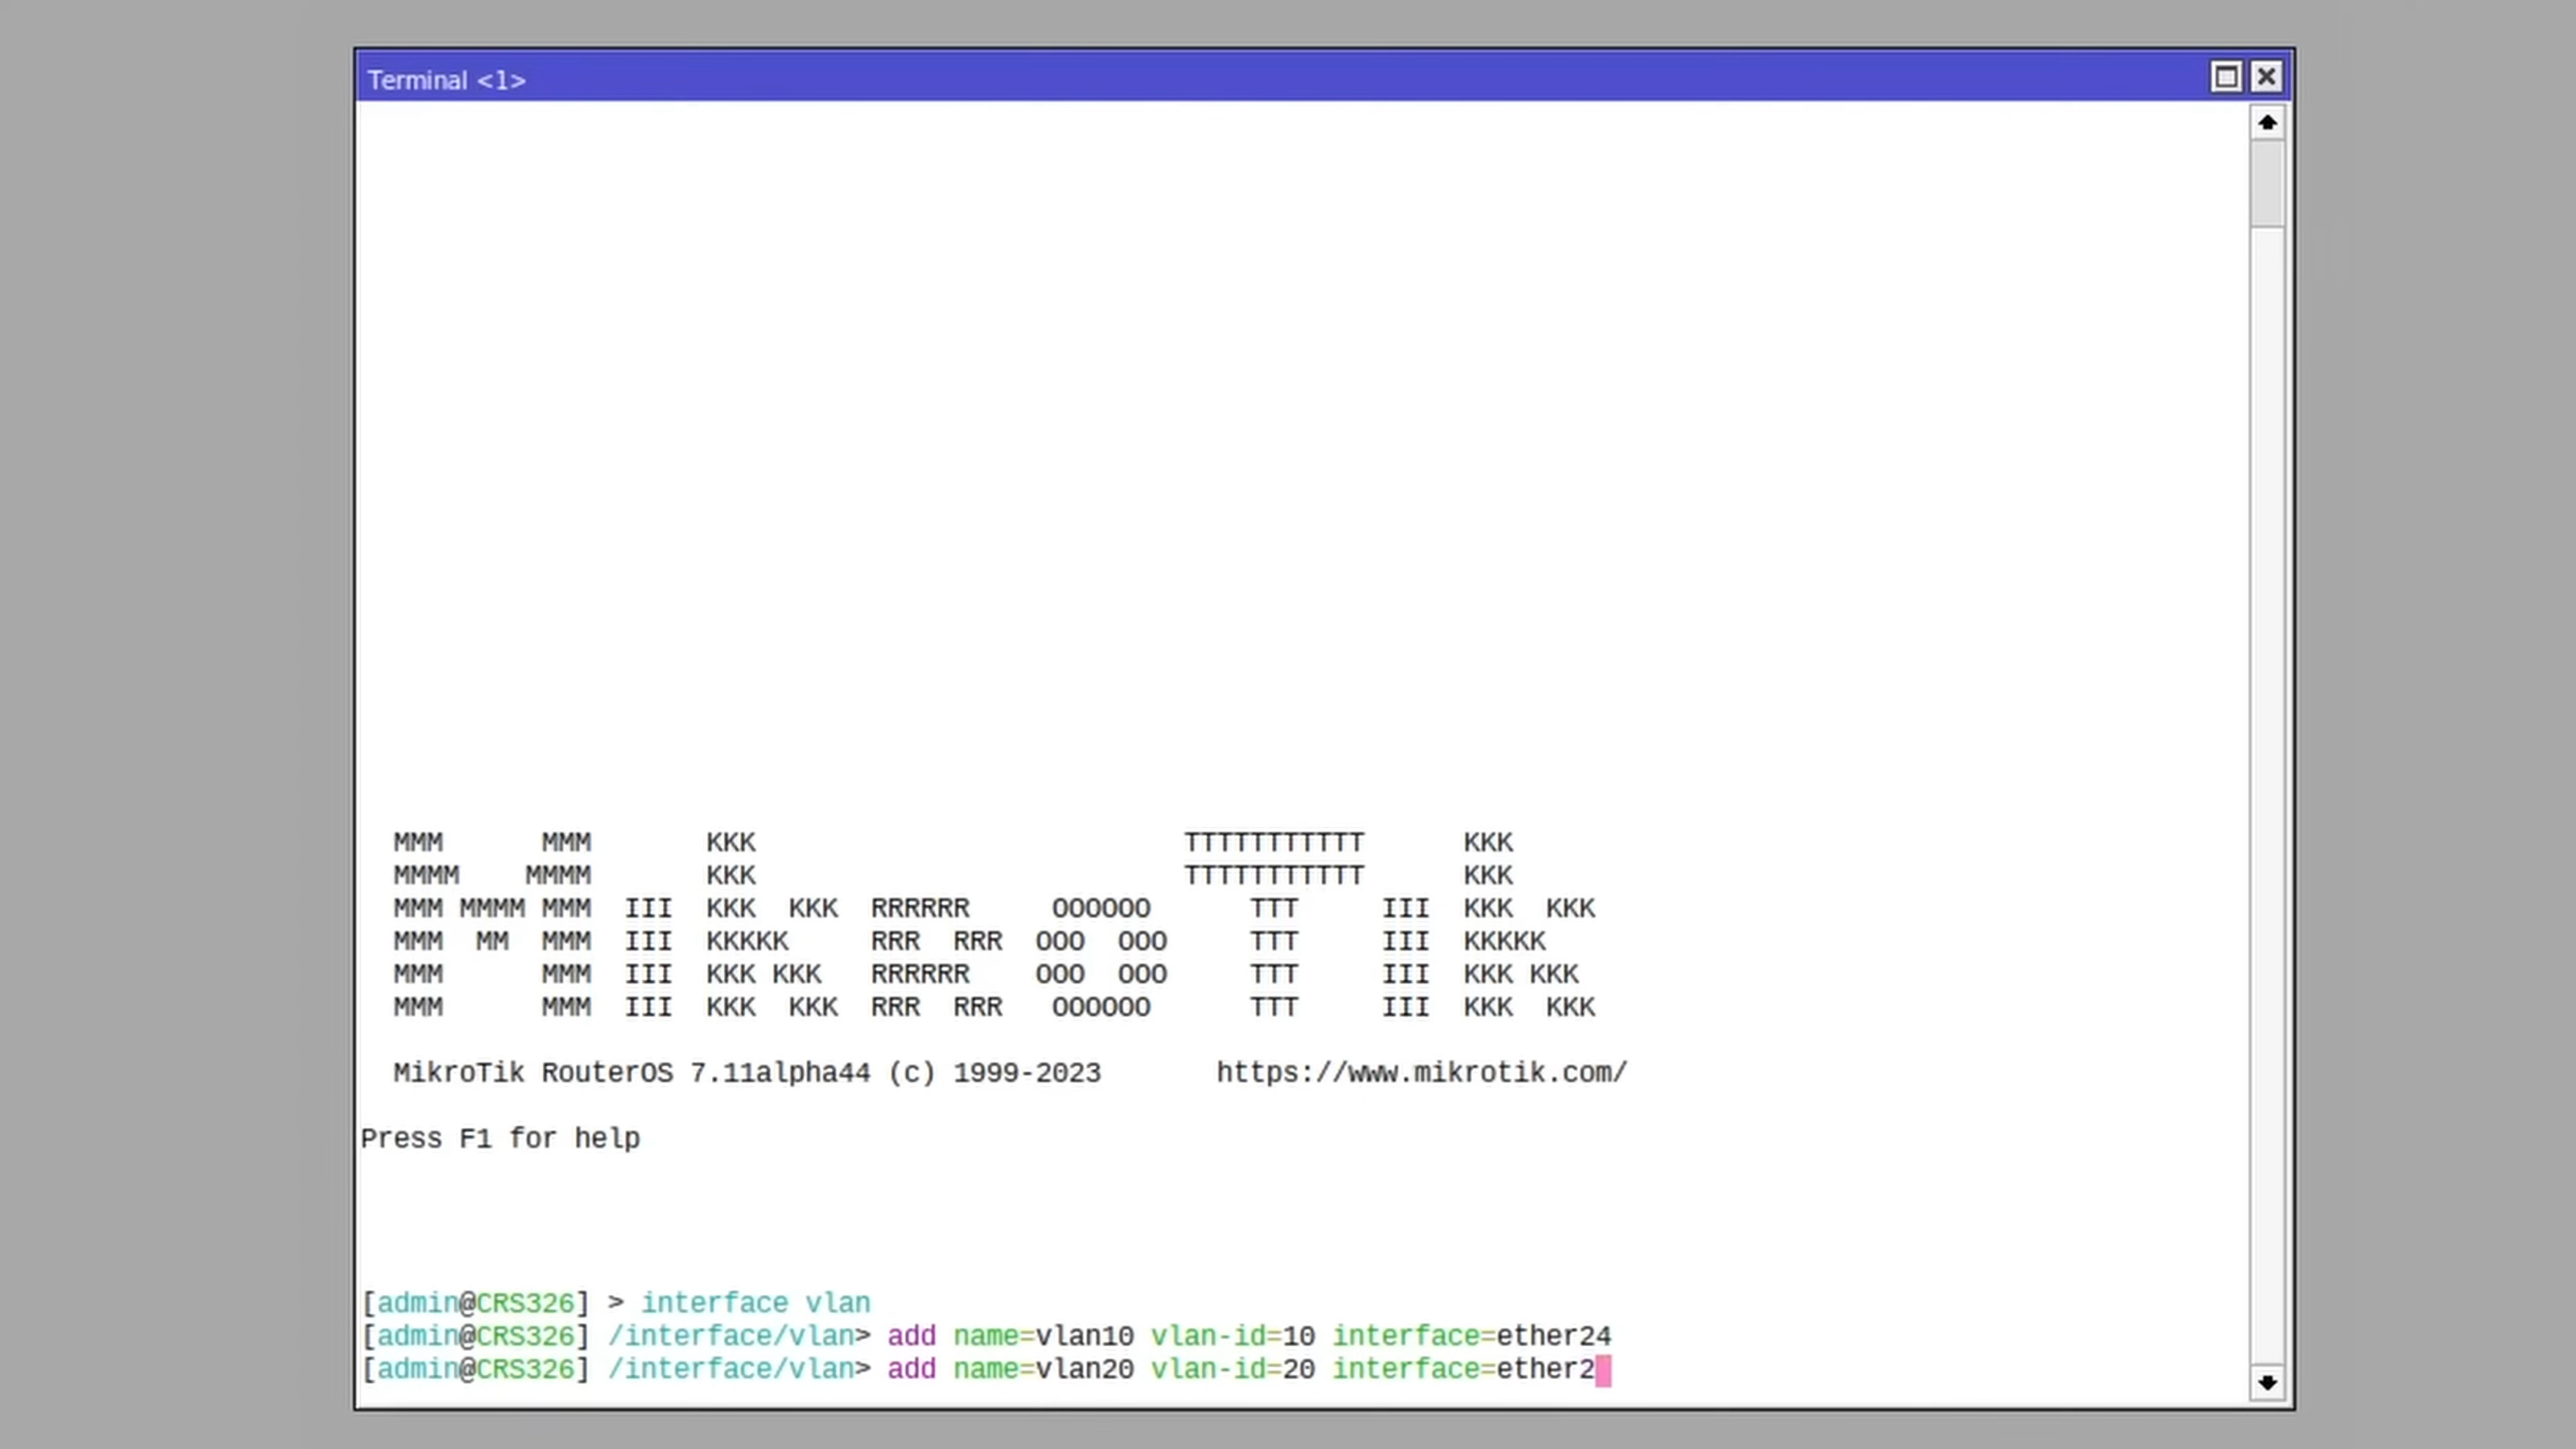 Terminal <1>
  MMM      MMM       KKK                          TTTTTTTTTTT      KKK
  MMMM    MMMM       KKK                          TTTTTTTTTTT      KKK
  MMM MMMM MMM  III  KKK  KKK  RRRRRR     OOOOOO      TTT     III  KKK  KKK
  MMM  MM  MMM  III  KKKKK     RRR  RRR  OOO  OOO     TTT     III  KKKKK
  MMM      MMM  III  KKK KKK   RRRRRR    OOO  OOO     TTT     III  KKK KKK
  MMM      MMM  III  KKK  KKK  RRR  RRR   OOOOOO      TTT     III  KKK  KKK
  MikroTik RouterOS 7.11alpha44 (c) 1999-2023       https://www.mikrotik.com/
Press F1 for help
[admin@CRS326] > interface vlan
[admin@CRS326] /interface/vlan> add name=vlan10 vlan-id=10 interface=ether24
[admin@CRS326] /interface/vlan> add name=vlan20 vlan-id=20 interface=ether2